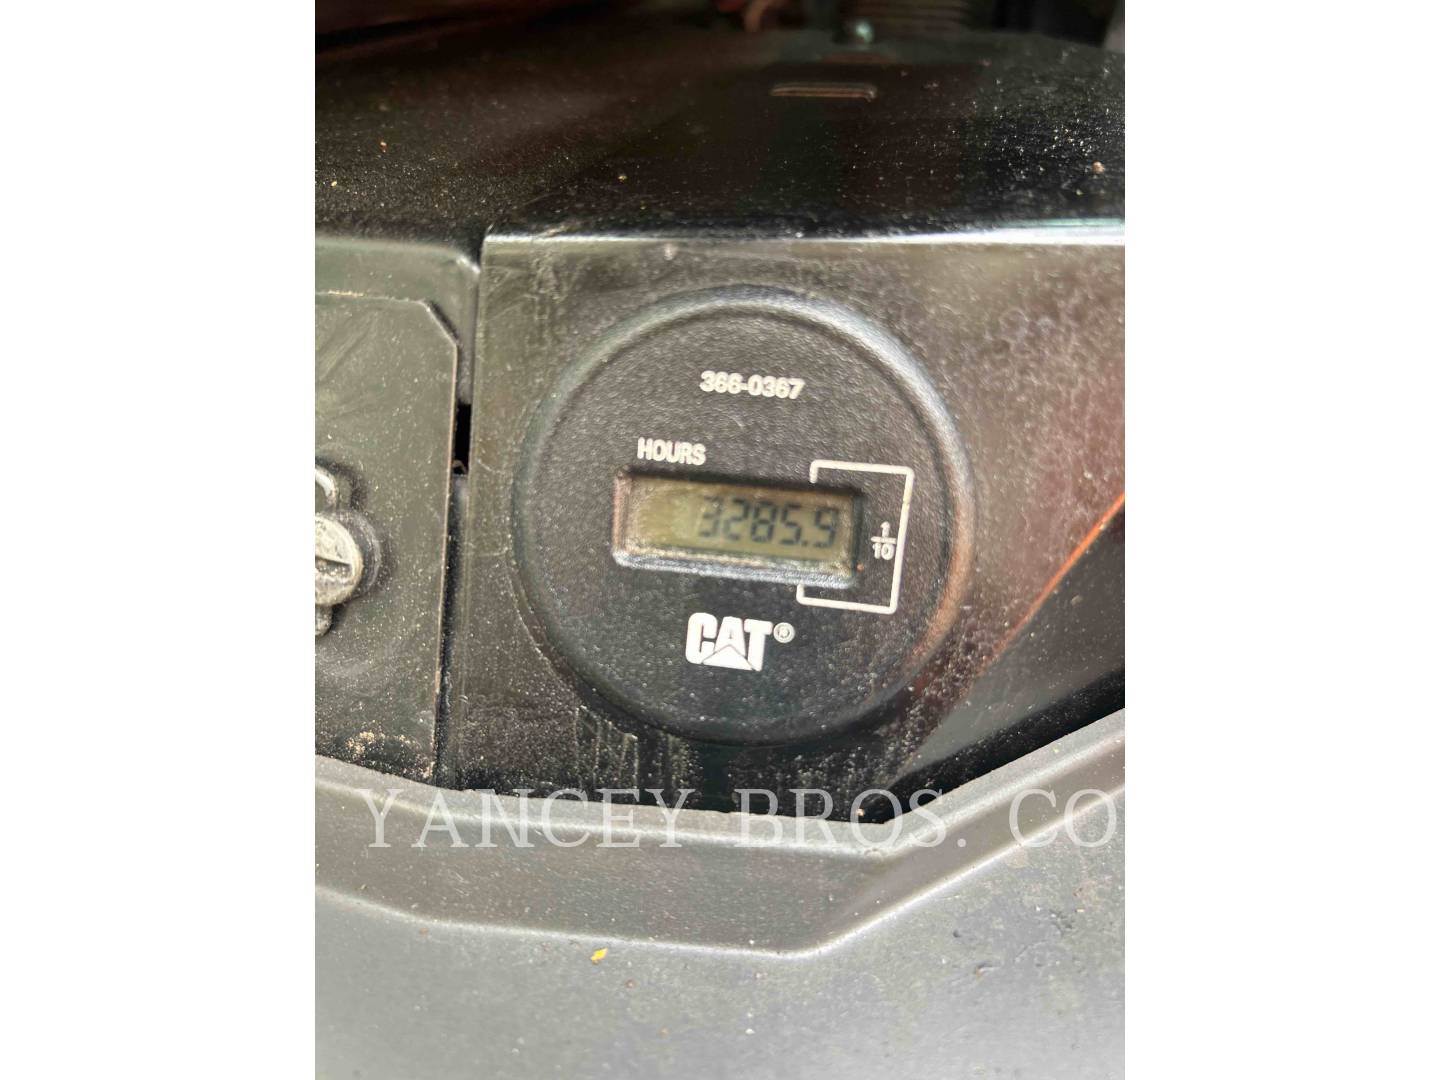 366-0367
HOURS
3285.9
1/10
CAT®
YANCEY BROS. CO